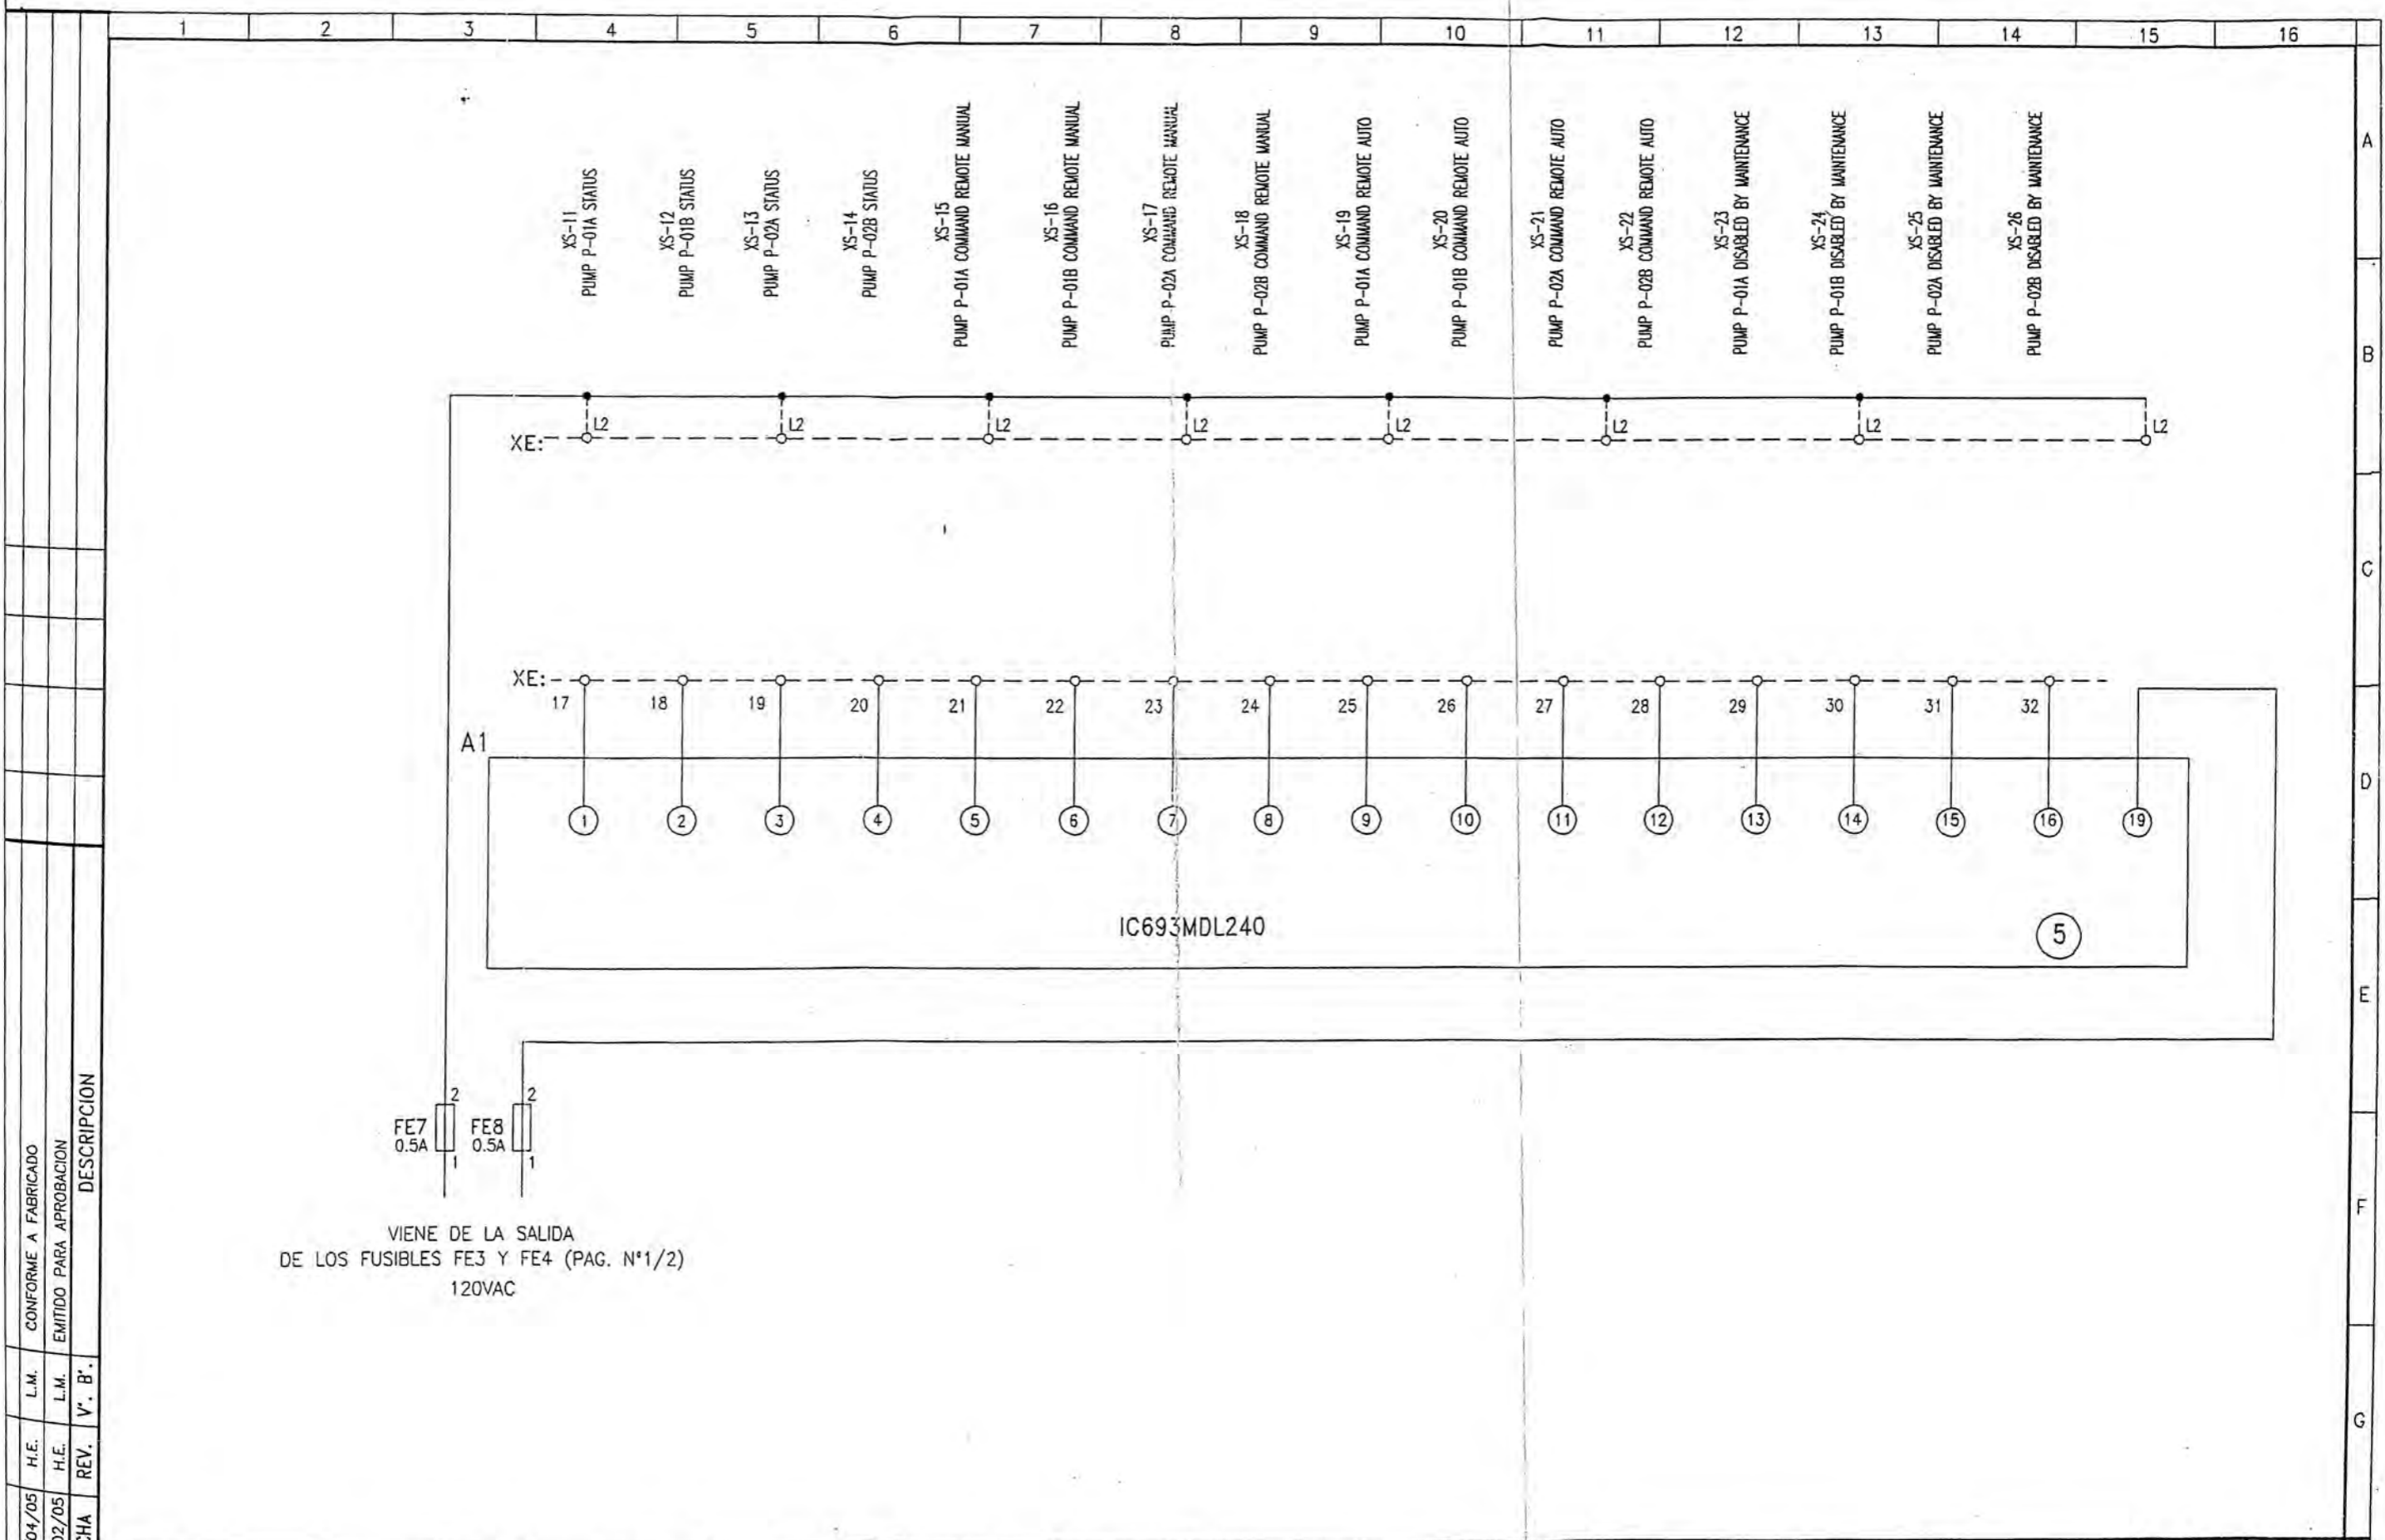 1 2 3 4 5 6 7 8 9 10 11 12 13 14 15 16
A
B
C
D
E
F
G
XS-11
PUMP P-01A STATUS
XS-12
PUMP P-01B STATUS
XS-13
PUMP P-02A STATUS
XS-14
PUMP P-02B STATUS
XS-15
PUMP P-01A COMMAND REMOTE MANUAL
XS-16
PUMP P-01B COMMAND REMOTE MANUAL
XS-17
PUMP P-02A COMMAND REMOTE MANUAL
XS-18
PUMP P-02B COMMAND REMOTE MANUAL
XS-19
PUMP P-01A COMMAND REMOTE AUTO
XS-20
PUMP P-01B COMMAND REMOTE AUTO
XS-21
PUMP P-02A COMMAND REMOTE AUTO
XS-22
PUMP P-02B COMMAND REMOTE AUTO
XS-23
PUMP P-01A DISABLED BY MAINTENANCE
XS-24
PUMP P-01B DISABLED BY MAINTENANCE
XS-25
PUMP P-02A DISABLED BY MAINTENANCE
XS-26
PUMP P-02B DISABLED BY MAINTENANCE
XE: L2 L2 L2 L2 L2 L2 L2 L2
XE:
17 18 19 20 21 22 23 24 25 26 27 28 29 30 31 32
A1
1 2 3 4 5 6 7 8 9 10 11 12 13 14 15 16 19
IC693MDL240
5
2 2
FE7 FE8
0.5A 0.5A
1 1
VIENE DE LA SALIDA
DE LOS FUSIBLES FE3 Y FE4 (PAG. N°1/2)
120VAC
04/05 H.E. L.M. CONFORME A FABRICADO
02/05 H.E. L.M. EMITIDO PARA APROBACION
CHA REV. V°. B°. DESCRIPCION